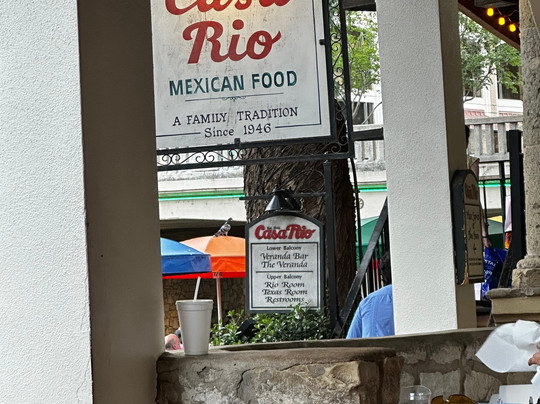 Casa
Rio
MEXICAN FOOD
A FAMILY TRADITION
Since 1946
Casa Rio
Lower Balcony
Veranda Bar
The Veranda
Upper Balcony
Rio Room
Texas Room
Restrooms